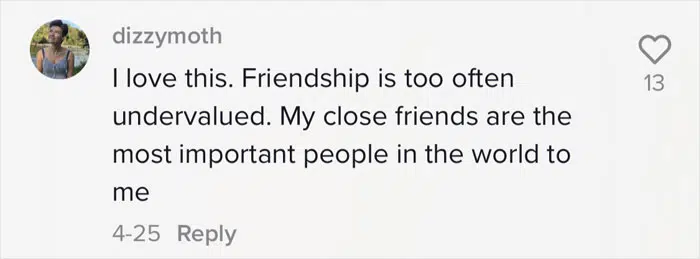 dizzymoth
I love this. Friendship is too often
undervalued. My close friends are the
most important people in the world to
me
13
4-25 Reply